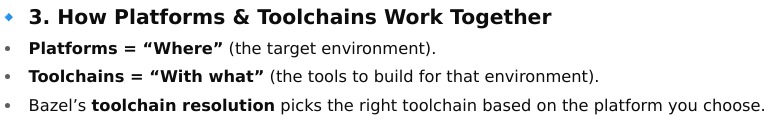 🔹 3. How Platforms & Toolchains Work Together
• Platforms = “Where” (the target environment).
• Toolchains = “With what” (the tools to build for that environment).
• Bazel’s toolchain resolution picks the right toolchain based on the platform you choose.